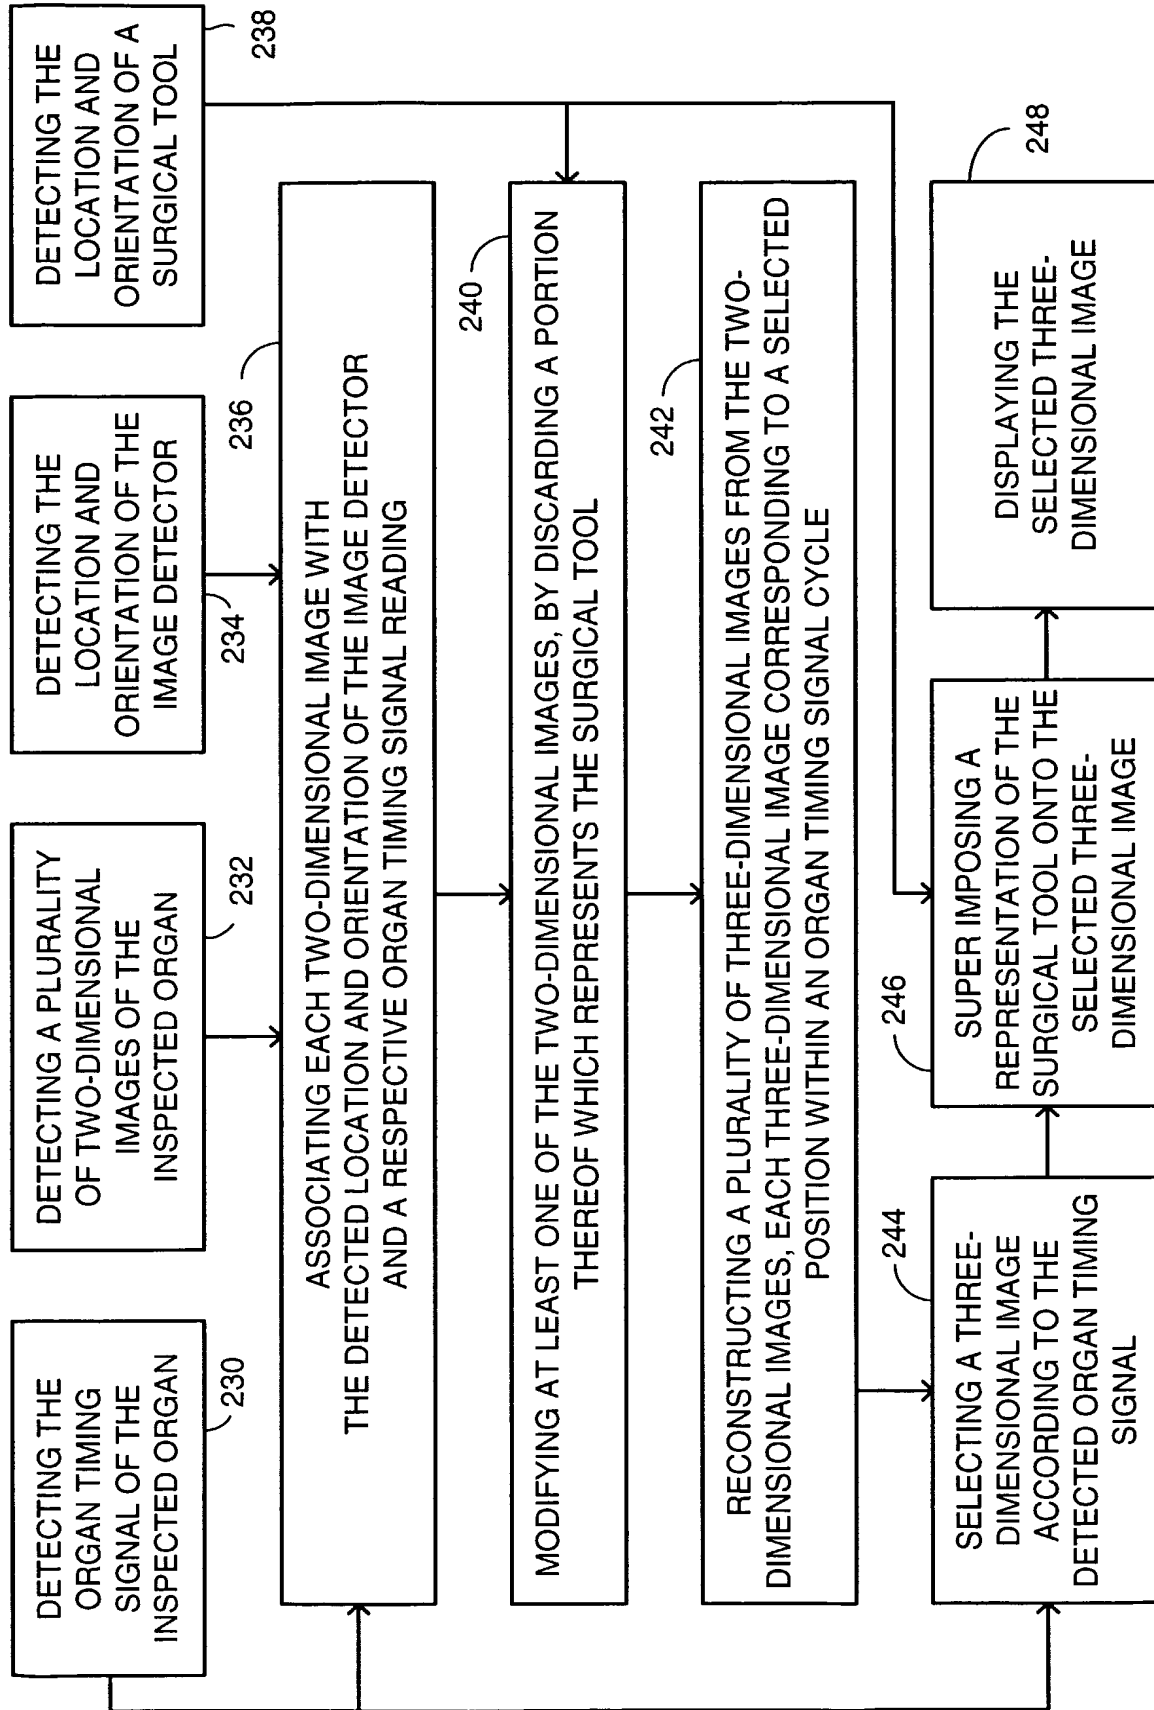 DETECTING THE
ORGAN TIMING
SIGNAL OF THE
INSPECTED ORGAN
230
DETECTING A PLURALITY
OF TWO-DIMENSIONAL
IMAGES OF THE
INSPECTED ORGAN
232
DETECTING THE
LOCATION AND
ORIENTATION OF THE
IMAGE DETECTOR
234
DETECTING THE
LOCATION AND
ORIENTATION OF A
SURGICAL TOOL
238
236
ASSOCIATING EACH TWO-DIMENSIONAL IMAGE WITH
THE DETECTED LOCATION AND ORIENTATION OF THE IMAGE DETECTOR
AND A RESPECTIVE ORGAN TIMING SIGNAL READING
240
MODIFYING AT LEAST ONE OF THE TWO-DIMENSIONAL IMAGES, BY DISCARDING A PORTION
THEREOF WHICH REPRESENTS THE SURGICAL TOOL
242
RECONSTRUCTING A PLURALITY OF THREE-DIMENSIONAL IMAGES FROM THE TWO-
DIMENSIONAL IMAGES, EACH THREE-DIMENSIONAL IMAGE CORRESPONDING TO A SELECTED
POSITION WITHIN AN ORGAN TIMING SIGNAL CYCLE
244
SELECTING A THREE-
DIMENSIONAL IMAGE
ACCORDING TO THE
DETECTED ORGAN TIMING
SIGNAL
246
SUPER IMPOSING A
REPRESENTATION OF THE
SURGICAL TOOL ONTO THE
SELECTED THREE-
DIMENSIONAL IMAGE
248
DISPLAYING THE
SELECTED THREE-
DIMENSIONAL IMAGE